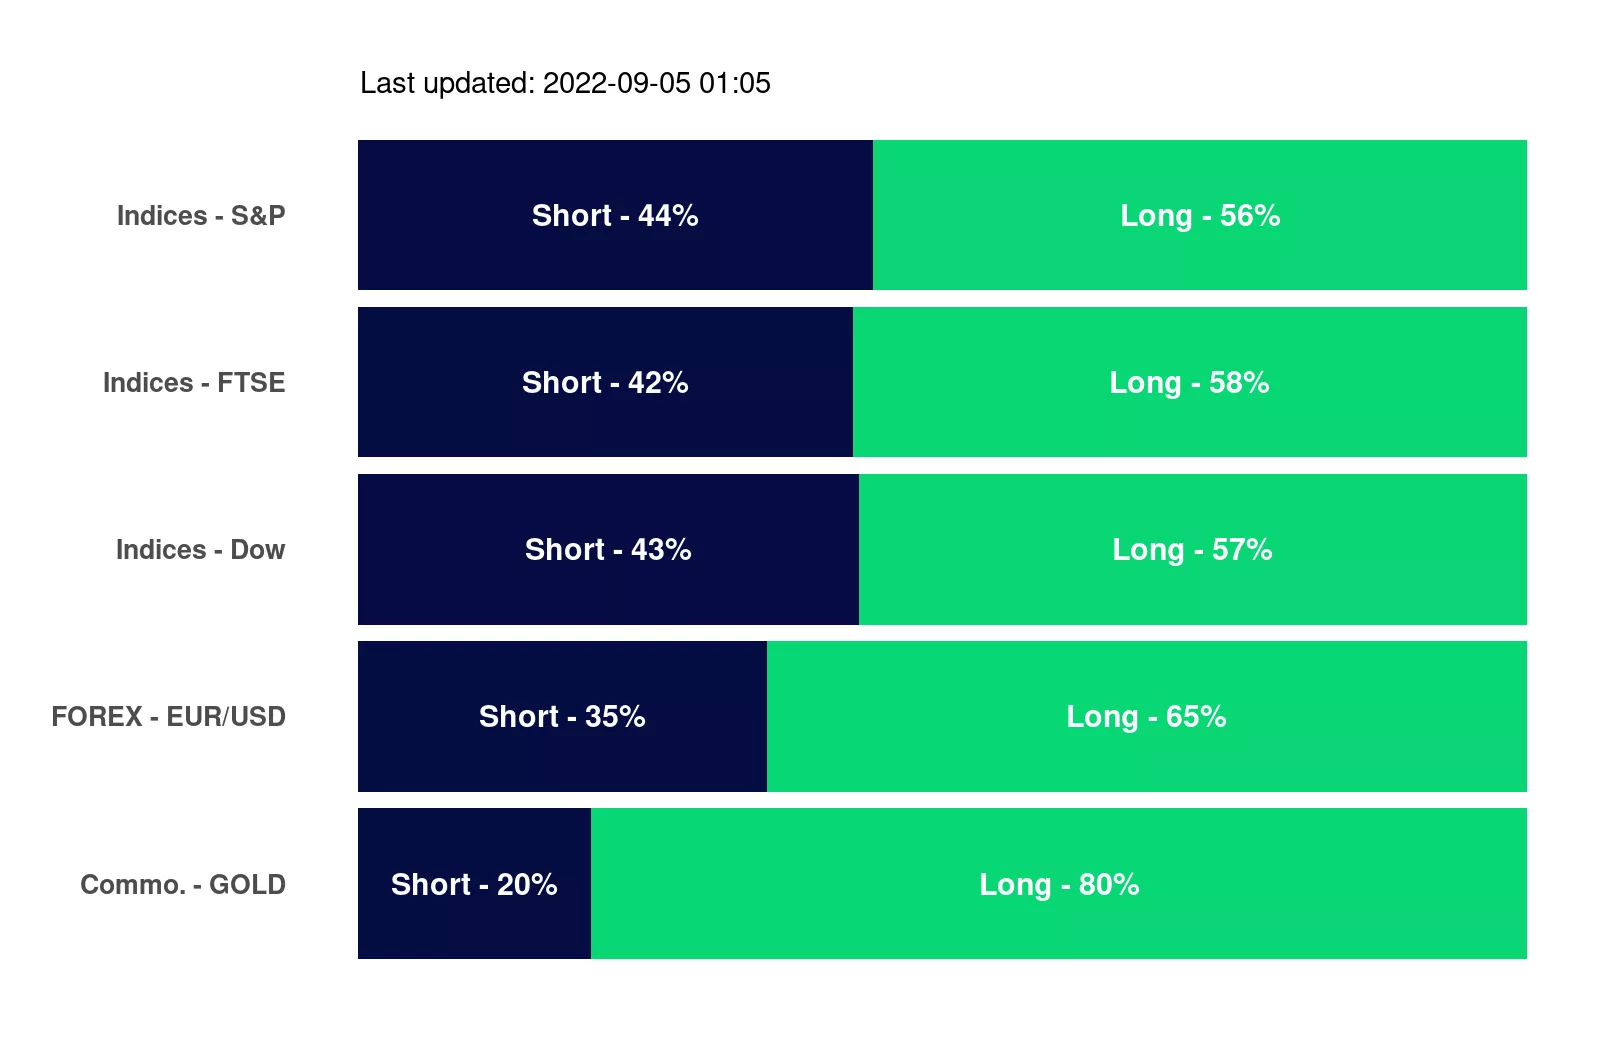 Last updated: 2022-09-05 01:05
Indices - S&P Short - 44% Long - 56%
Indices - FTSE Short - 42% Long - 58%
Indices - Dow Short - 43% Long - 57%
FOREX - EUR/USD Short - 35% Long - 65%
Commo. - GOLD Short - 20% Long - 80%